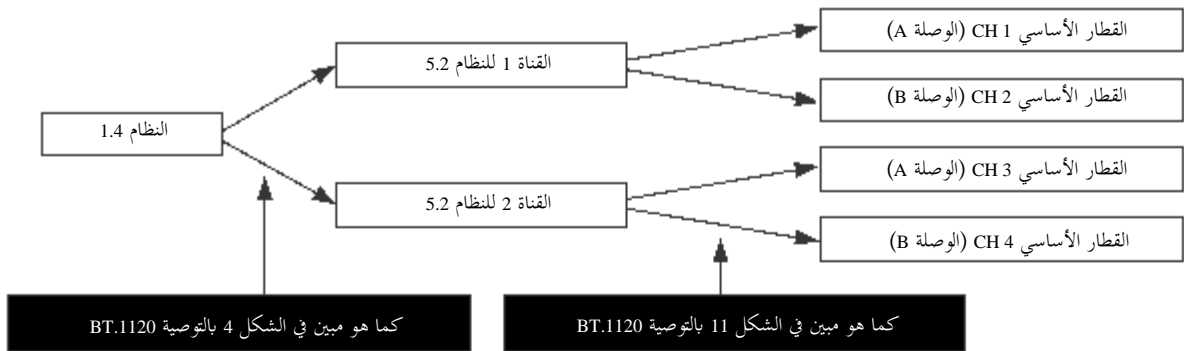 القطار الأساسي CH 1 (الوصلة A)
القناة 1 للنظام 5.2
القطار الأساسي CH 2 (الوصلة B)
النظام 1.4
القطار الأساسي CH 3 (الوصلة A)
القناة 2 للنظام 5.2
القطار الأساسي CH 4 (الوصلة B)
كما هو مبين في الشكل 4 بالتوصية BT.1120
كما هو مبين في الشكل 11 بالتوصية BT.1120